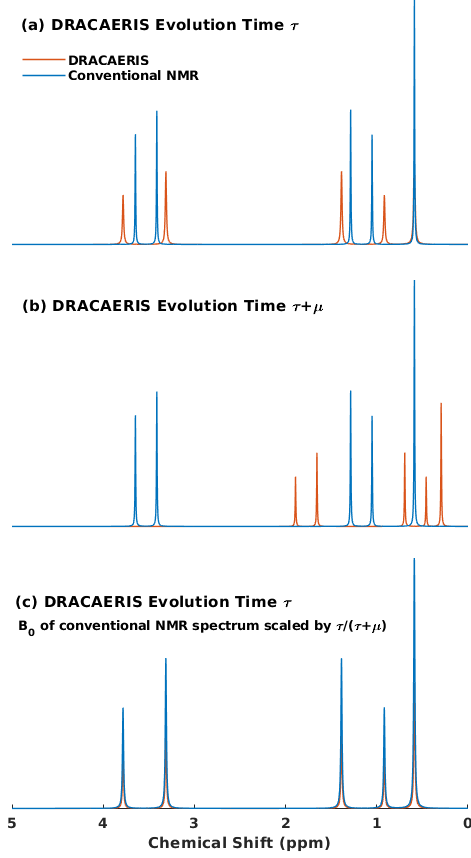 (a) DRACAERIS Evolution Time τ
DRACAERIS
Conventional NMR
(b) DRACAERIS Evolution Time τ+μ
(c) DRACAERIS Evolution Time τ
B0 of conventional NMR spectrum scaled by τ/(τ+μ)
5 4 3 2 1 0
Chemical Shift (ppm)